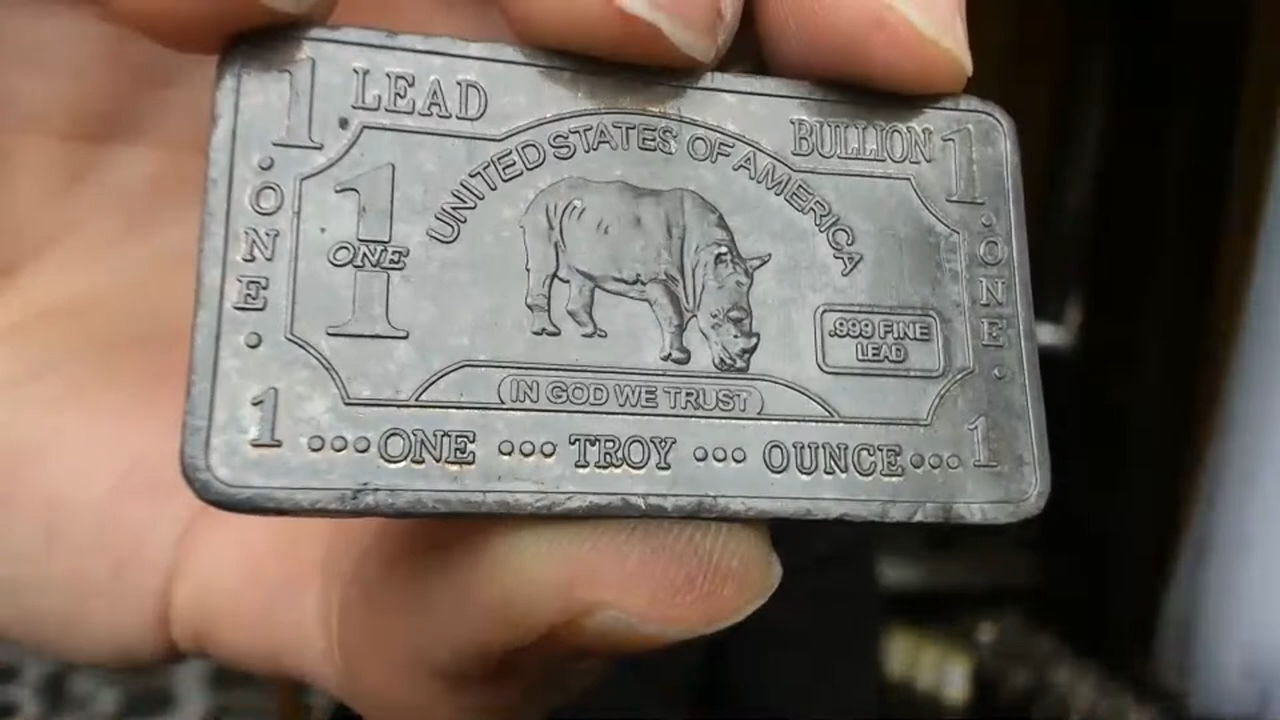 1 LEAD BULLION 1
UNITED STATES OF AMERICA
. ONE .
1
ONE
. ONE .
.999 FINE
LEAD
IN GOD WE TRUST
1 ... ONE ... TROY ... OUNCE ... 1